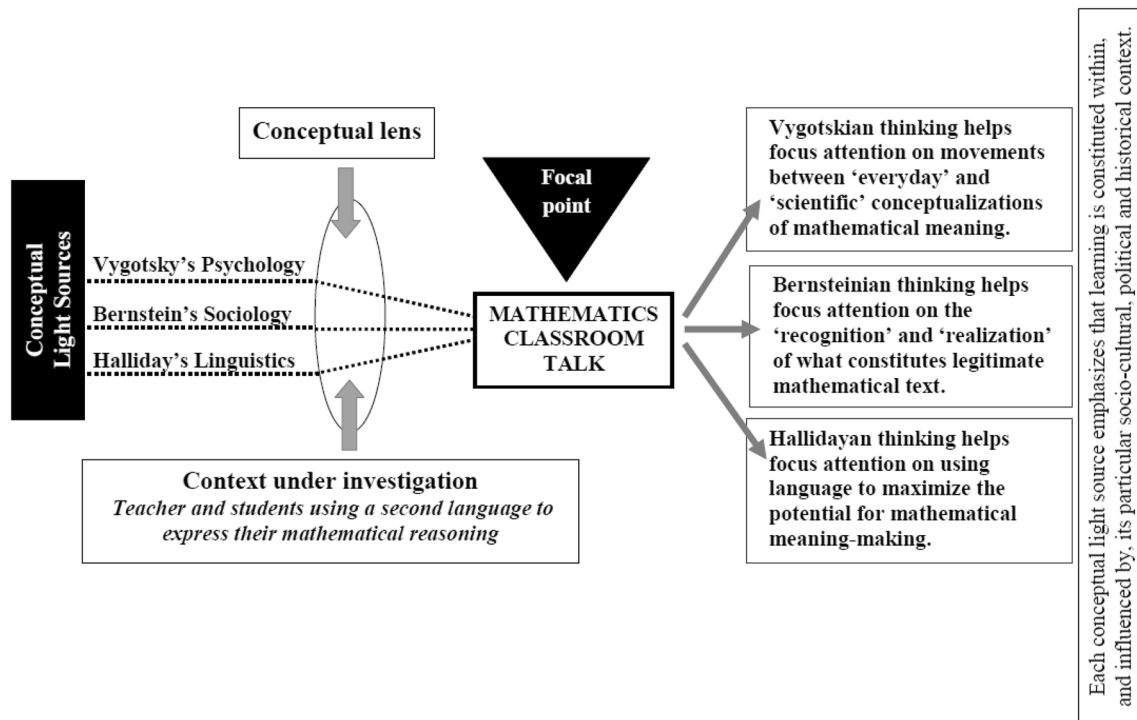 Conceptual
Light Sources
Conceptual lens
Vygotsky’s Psychology
Bernstein’s Sociology
Halliday’s Linguistics
Context under investigation
Teacher and students using a second language to
express their mathematical reasoning
Focal
point
MATHEMATICS
CLASSROOM
TALK
Vygotskian thinking helps
focus attention on movements
between ‘everyday’ and
‘scientific’ conceptualizations
of mathematical meaning.
Bernsteinian thinking helps
focus attention on the
‘recognition’ and ‘realization’
of what constitutes legitimate
mathematical text.
Hallidayan thinking helps
focus attention on using
language to maximize the
potential for mathematical
meaning-making.
Each conceptual light source emphasizes that learning is constituted within,
and influenced by, its particular socio-cultural, political and historical context.